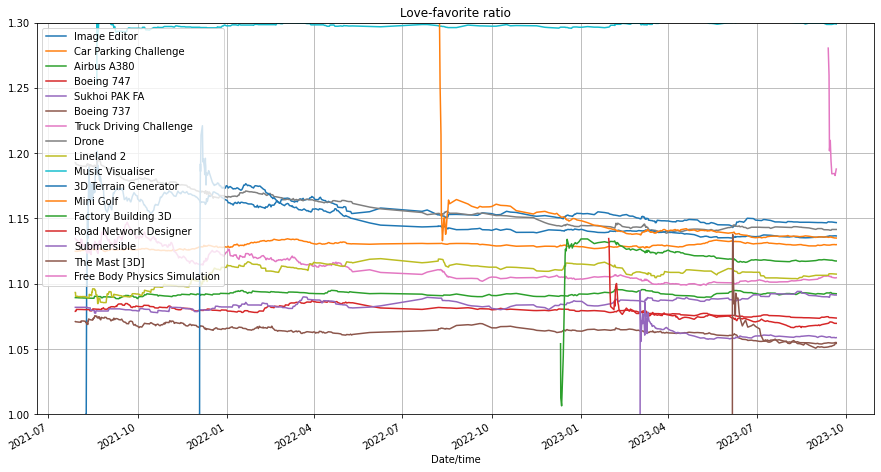 Love-favorite ratio
1.30
1.25
1.20
1.15
1.10
1.05
1.00
Image Editor
Car Parking Challenge
Airbus A380
Boeing 747
Sukhoi PAK FA
Boeing 737
Truck Driving Challenge
Drone
Lineland 2
Music Visualiser
3D Terrain Generator
Mini Golf
Factory Building 3D
Road Network Designer
Submersible
The Mast [3D]
Free Body Physics Simulation
2021-07
2021-10
2022-01
2022-04
2022-07
2022-10
2023-01
2023-04
2023-07
2023-10
Date/time